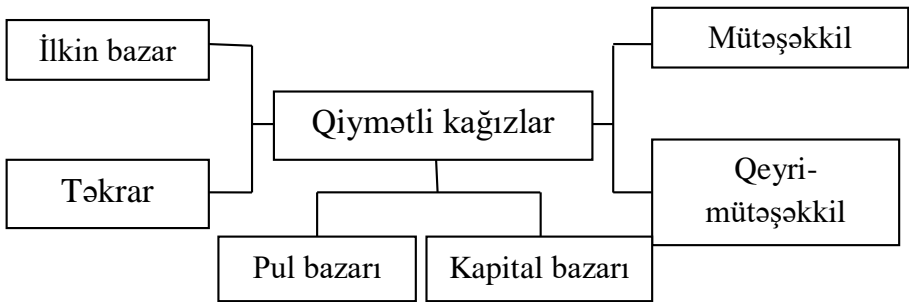 İlkin bazar
Mütəşəkkil
Qiymətli kağızlar
Təkrar
Qeyri-
mütəşəkkil
Pul bazarı
Kapital bazarı